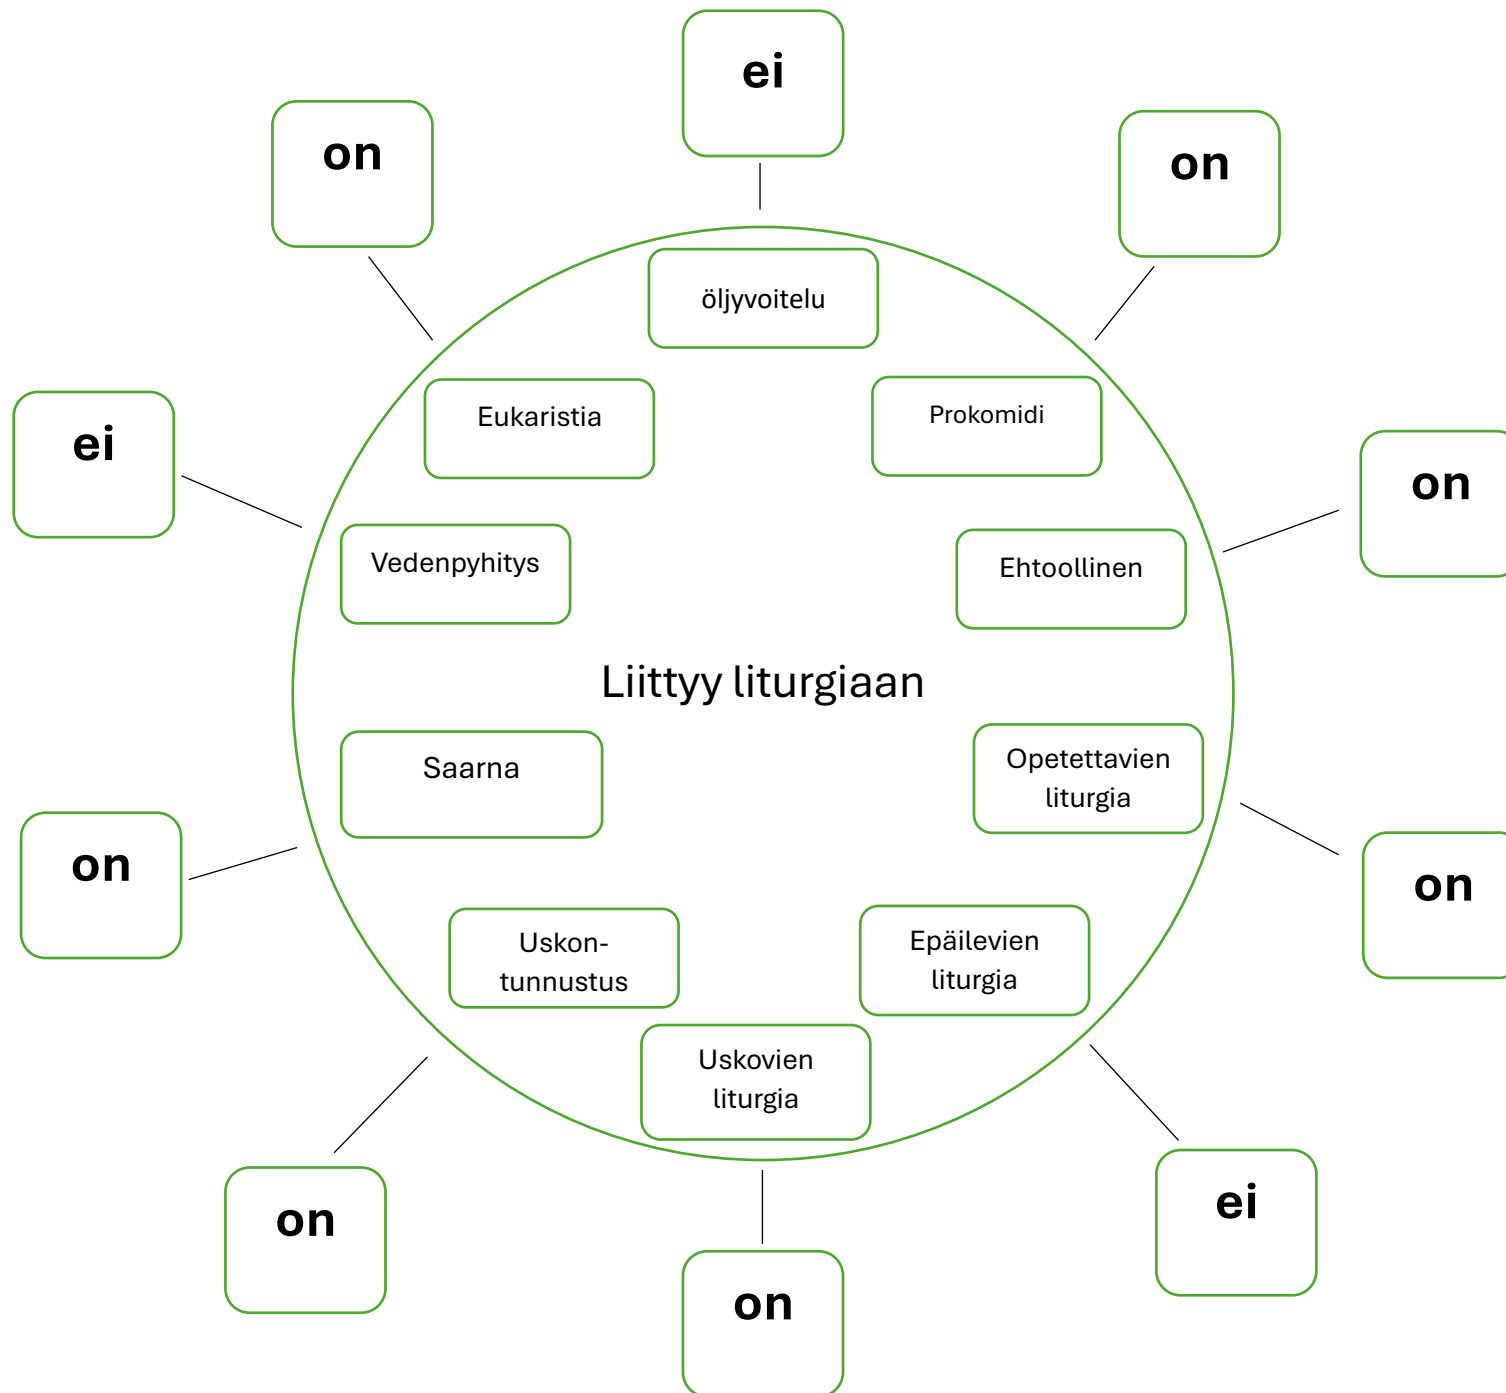 ei
on
on
öljyvoitelu
Eukaristia
Prokomidi
ei
on
Vedenpyhitys
Ehtoollinen
Liittyy liturgiaan
Saarna
Opetettavien
liturgia
on
on
Uskon-
tunnustus
Epäilevien
liturgia
Uskovien
liturgia
on
ei
on